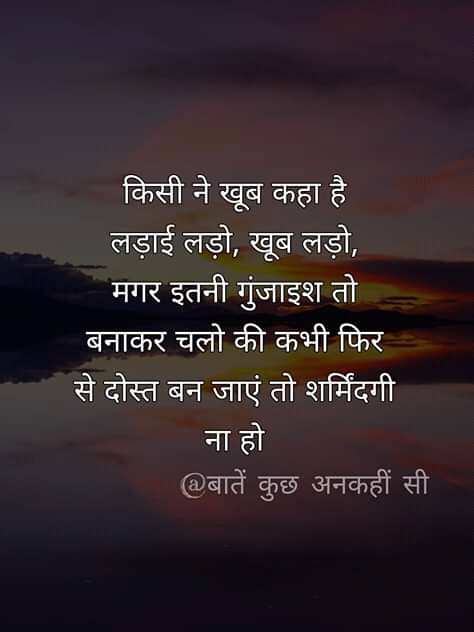 किसी ने खूब कहा है
लड़ाई लड़ो, खूब लड़ो,
मगर इतनी गुंजाइश तो
बनाकर चलो की कभी फिर
से दोस्त बन जाएं तो शर्मिंदगी
ना हो
@बातें कुछ अनकहीं सी